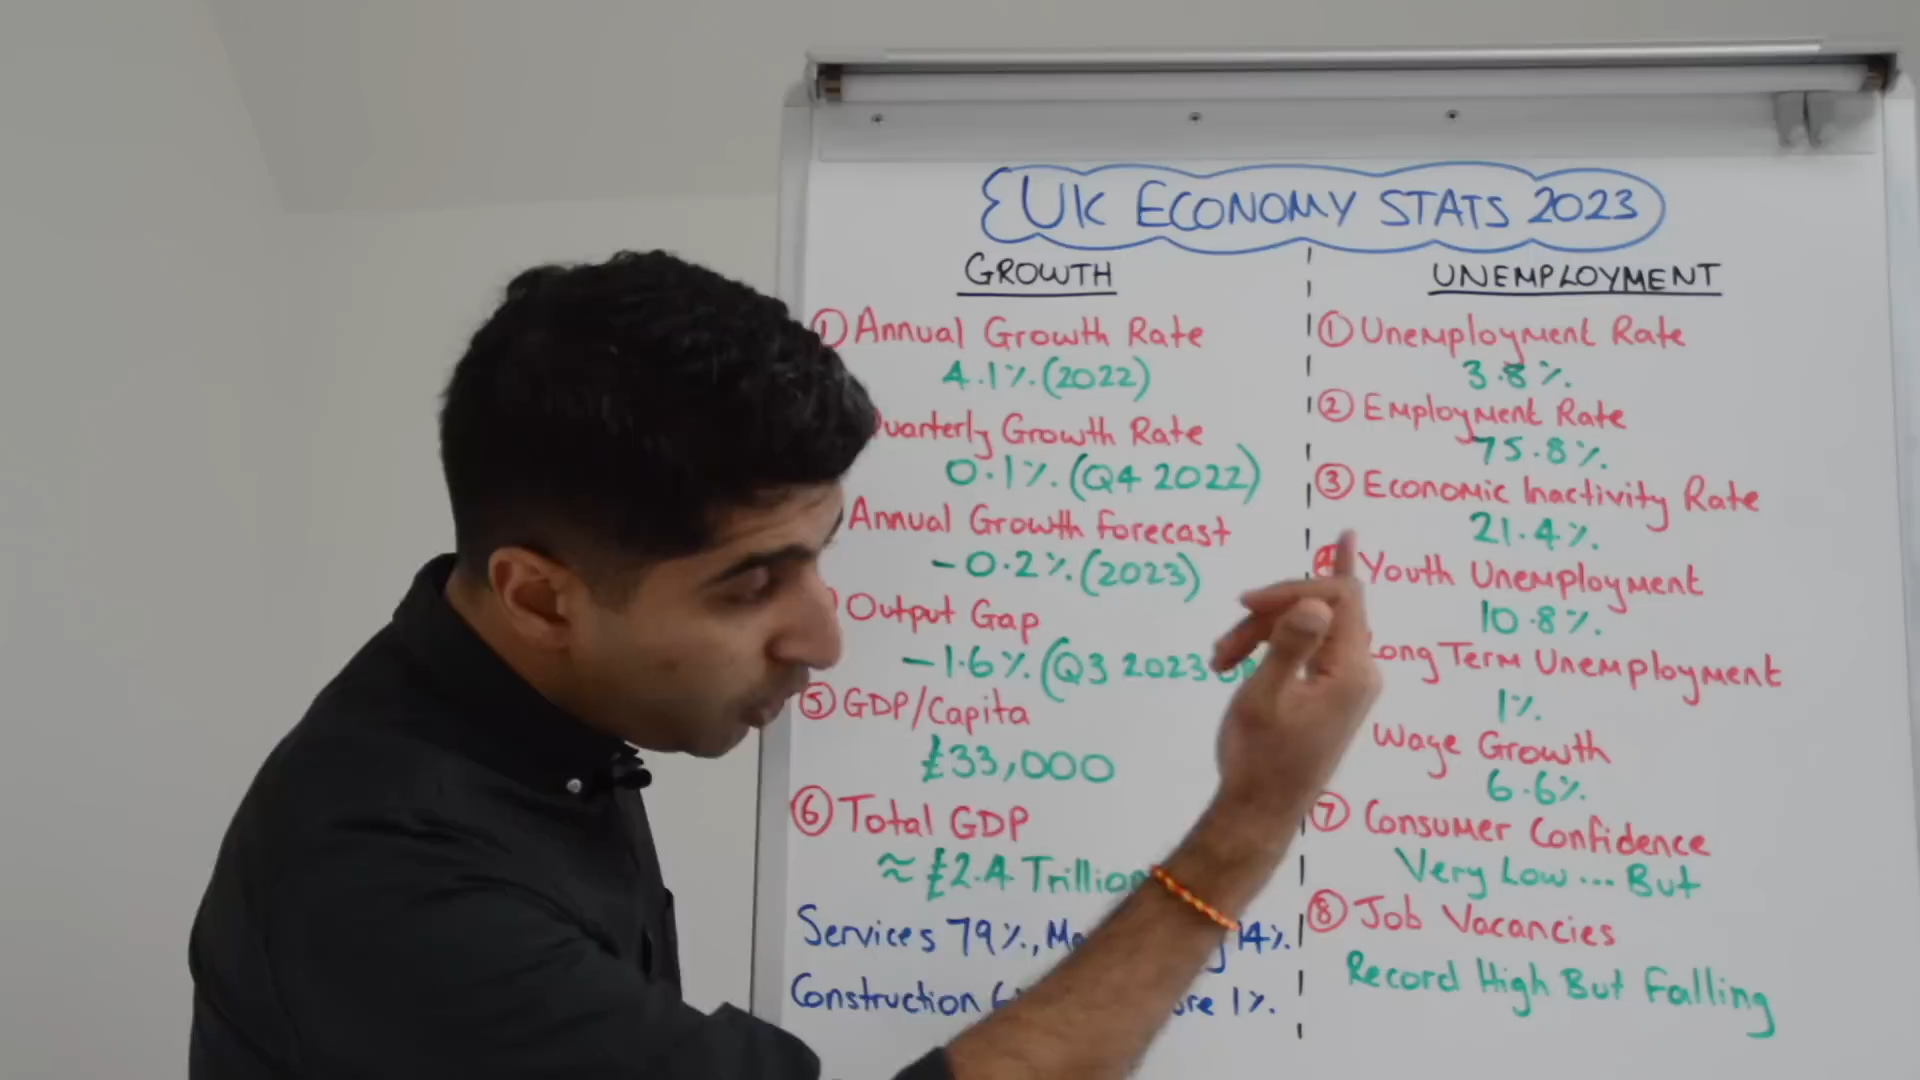 UK ECONOMY STATS 2023
GROWTH
① Annual Growth Rate
4.1% (2022)
Quarterly Growth Rate
0.1% (Q4 2022)
Annual Growth Forecast
-0.2% (2023)
Output Gap
-1.6% (Q3 2023
⑤ GDP/Capita
£33,000
⑥ Total GDP
≈ £2.4 Trillion
Services 79%, 14%.
Construction 1%.
UNEMPLOYMENT
① Unemployment Rate
3.8%.
② Employment Rate
75.8%.
③ Economic Inactivity Rate
21.4%.
④ Youth Unemployment
10.8%.
Long Term Unemployment
1%.
Wage Growth
6.6%.
⑦ Consumer Confidence
Very Low... But
⑧ Job Vacancies
Record High But Falling